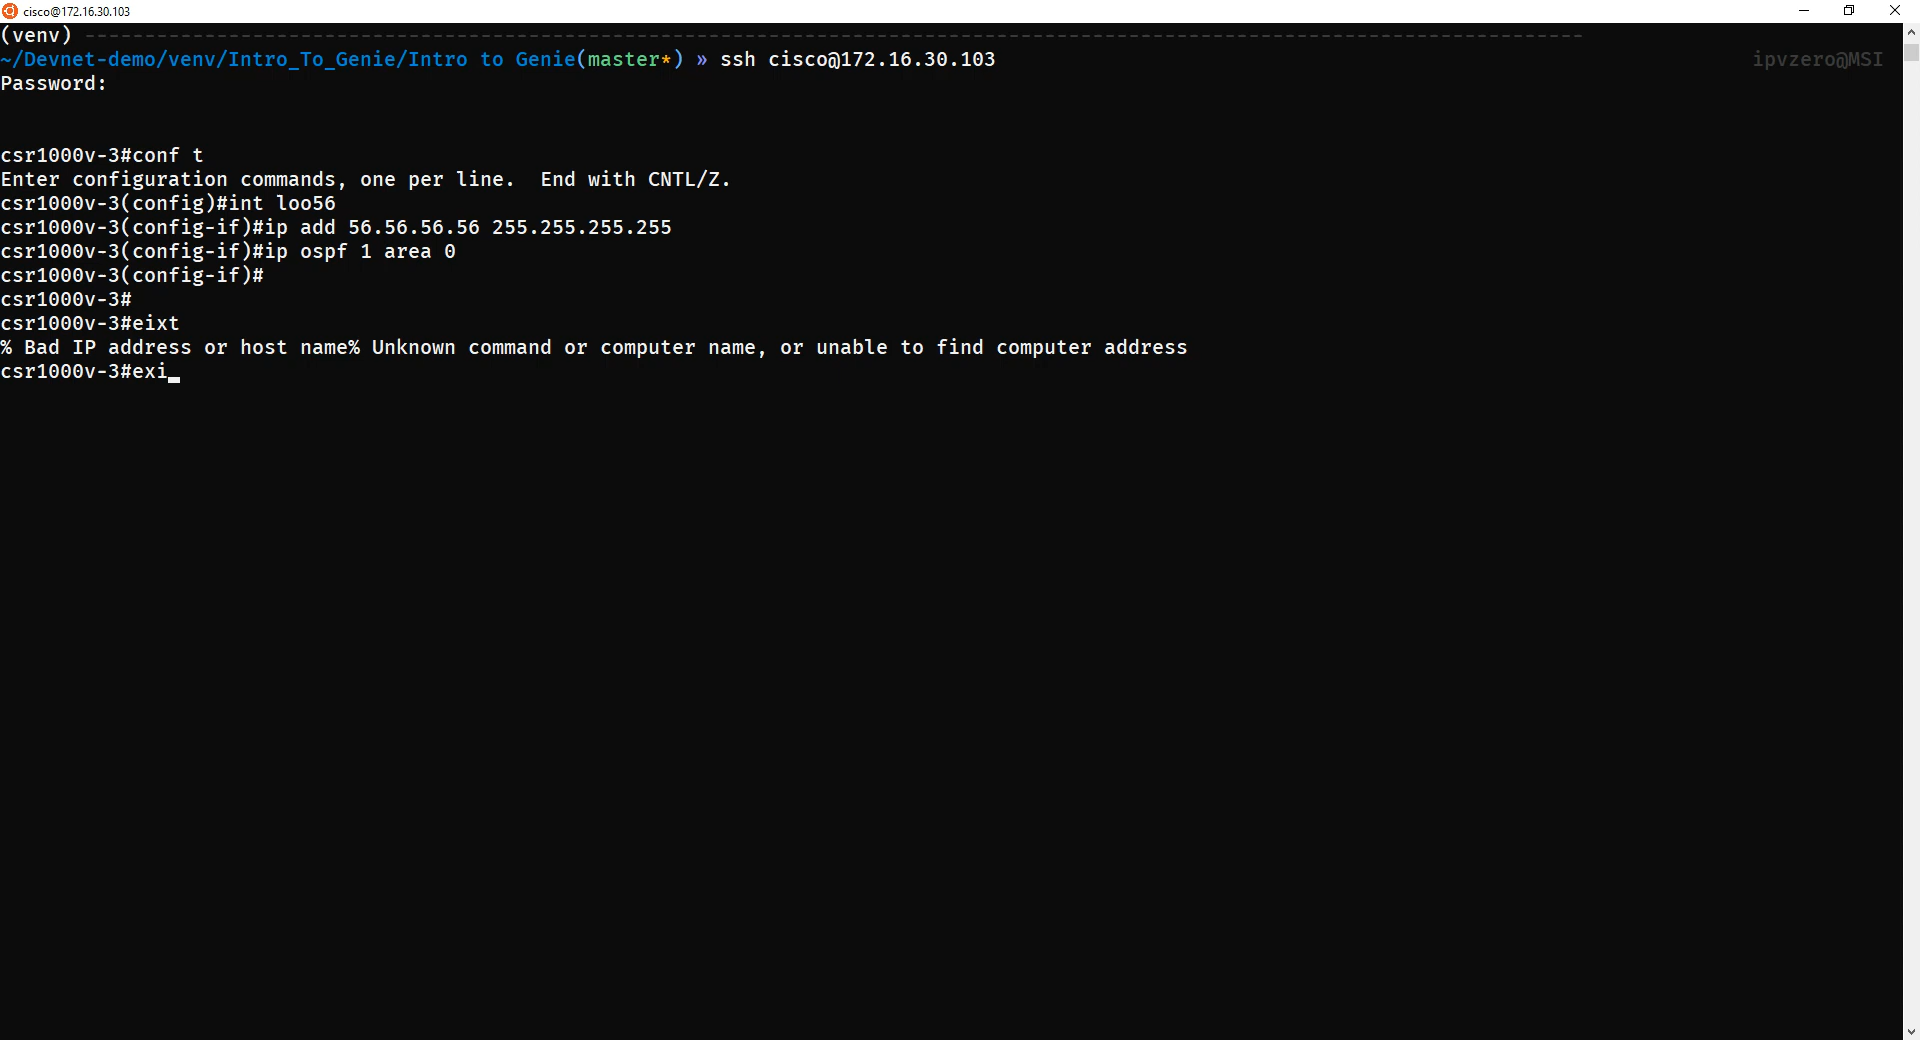 cisco@172.16.30.103
(venv) -----------------------------------------------------------------------------------------------------------------------------
~/Devnet-demo/venv/Intro_To_Genie/Intro to Genie(master*) » ssh cisco@172.16.30.103 ipvzero@MSI
Password:
csr1000v-3#conf t
Enter configuration commands, one per line.  End with CNTL/Z.
csr1000v-3(config)#int loo56
csr1000v-3(config-if)#ip add 56.56.56.56 255.255.255.255
csr1000v-3(config-if)#ip ospf 1 area 0
csr1000v-3(config-if)#
csr1000v-3#
csr1000v-3#eixt
% Bad IP address or host name% Unknown command or computer name, or unable to find computer address
csr1000v-3#exi